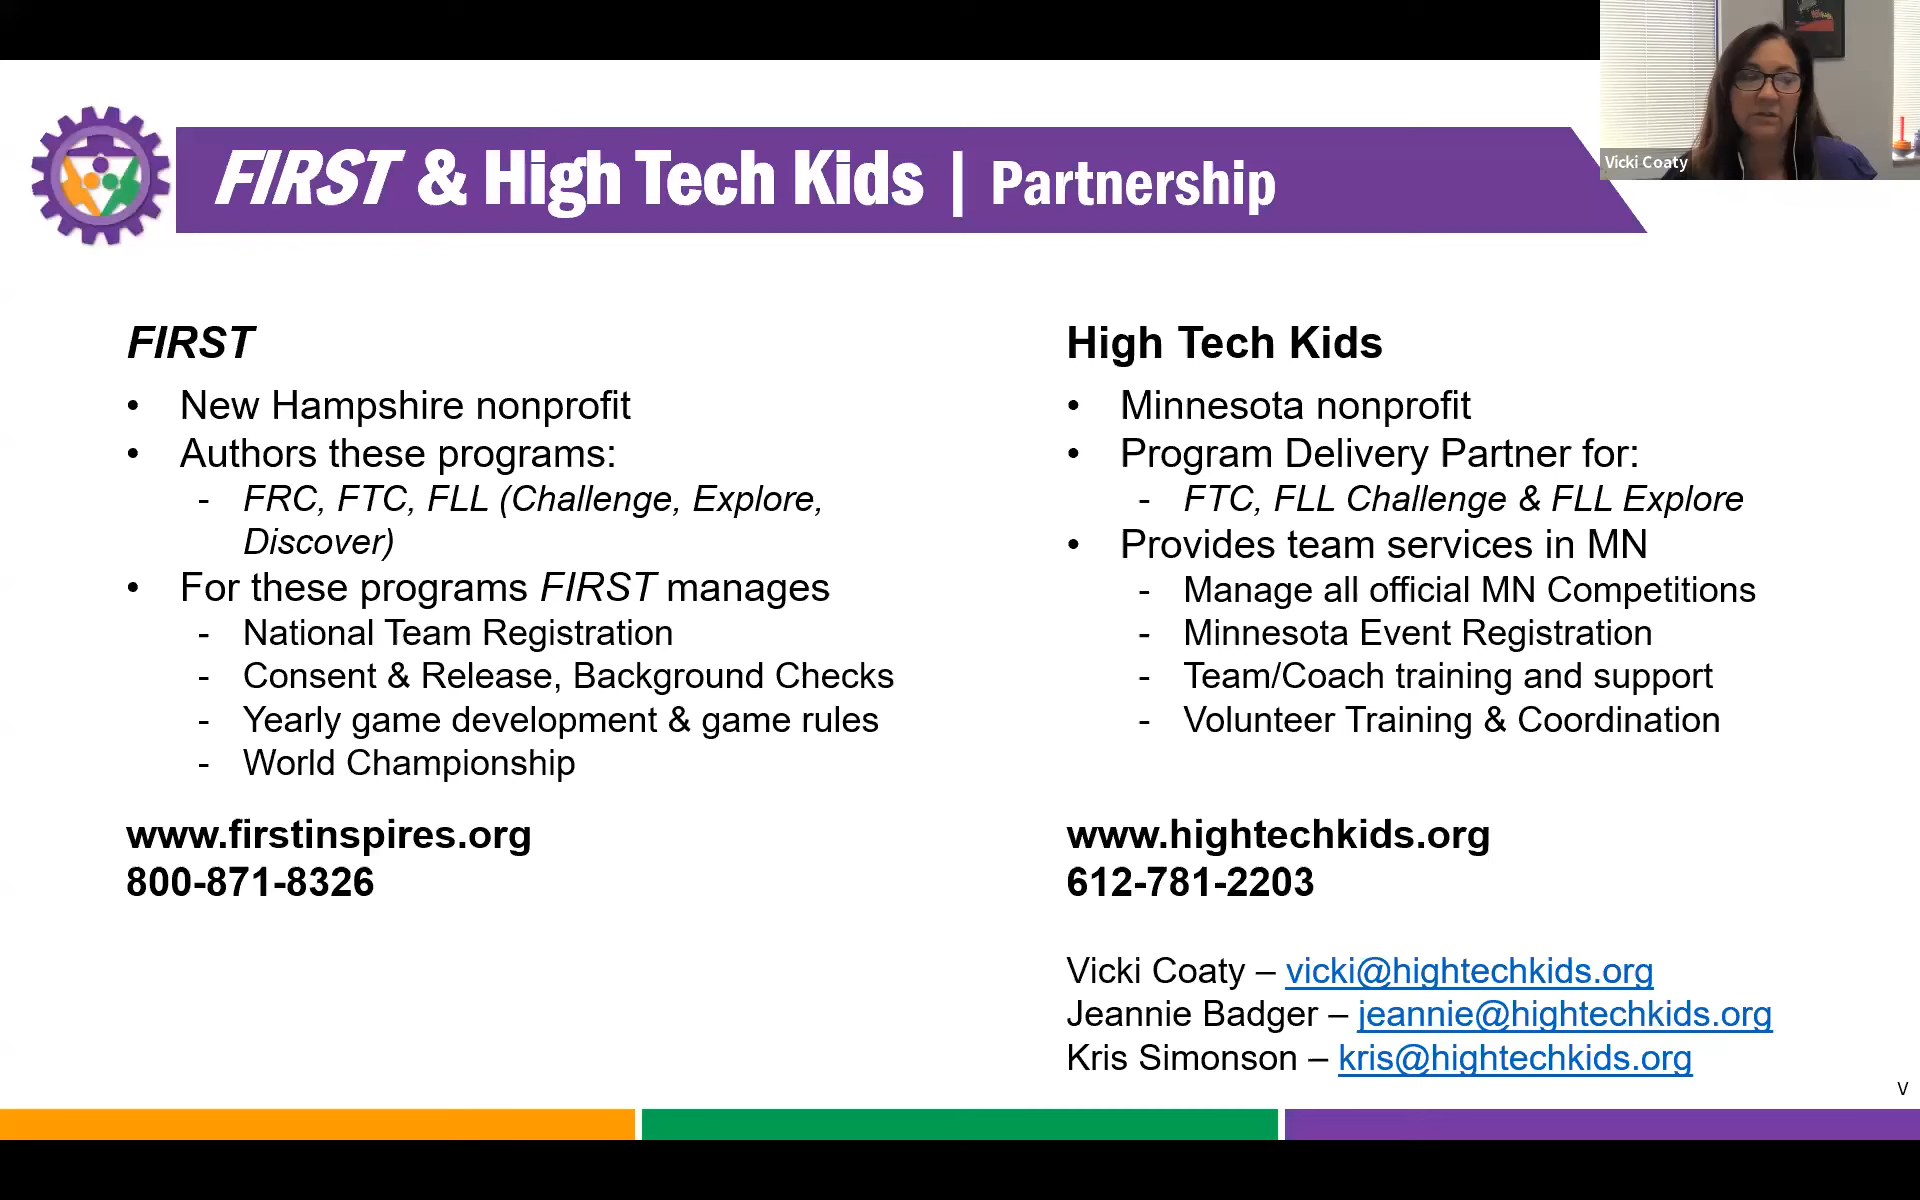 Vicki Coaty
FIRST & High Tech Kids | Partnership
FIRST
• New Hampshire nonprofit
• Authors these programs:
- FRC, FTC, FLL (Challenge, Explore,
Discover)
• For these programs FIRST manages
- National Team Registration
- Consent & Release, Background Checks
- Yearly game development & game rules
- World Championship
www.firstinspires.org
800-871-8326
High Tech Kids
• Minnesota nonprofit
• Program Delivery Partner for:
- FTC, FLL Challenge & FLL Explore
• Provides team services in MN
- Manage all official MN Competitions
- Minnesota Event Registration
- Team/Coach training and support
- Volunteer Training & Coordination
www.hightechkids.org
612-781-2203
Vicki Coaty – vicki@hightechkids.org
Jeannie Badger – jeannie@hightechkids.org
Kris Simonson – kris@hightechkids.org
V